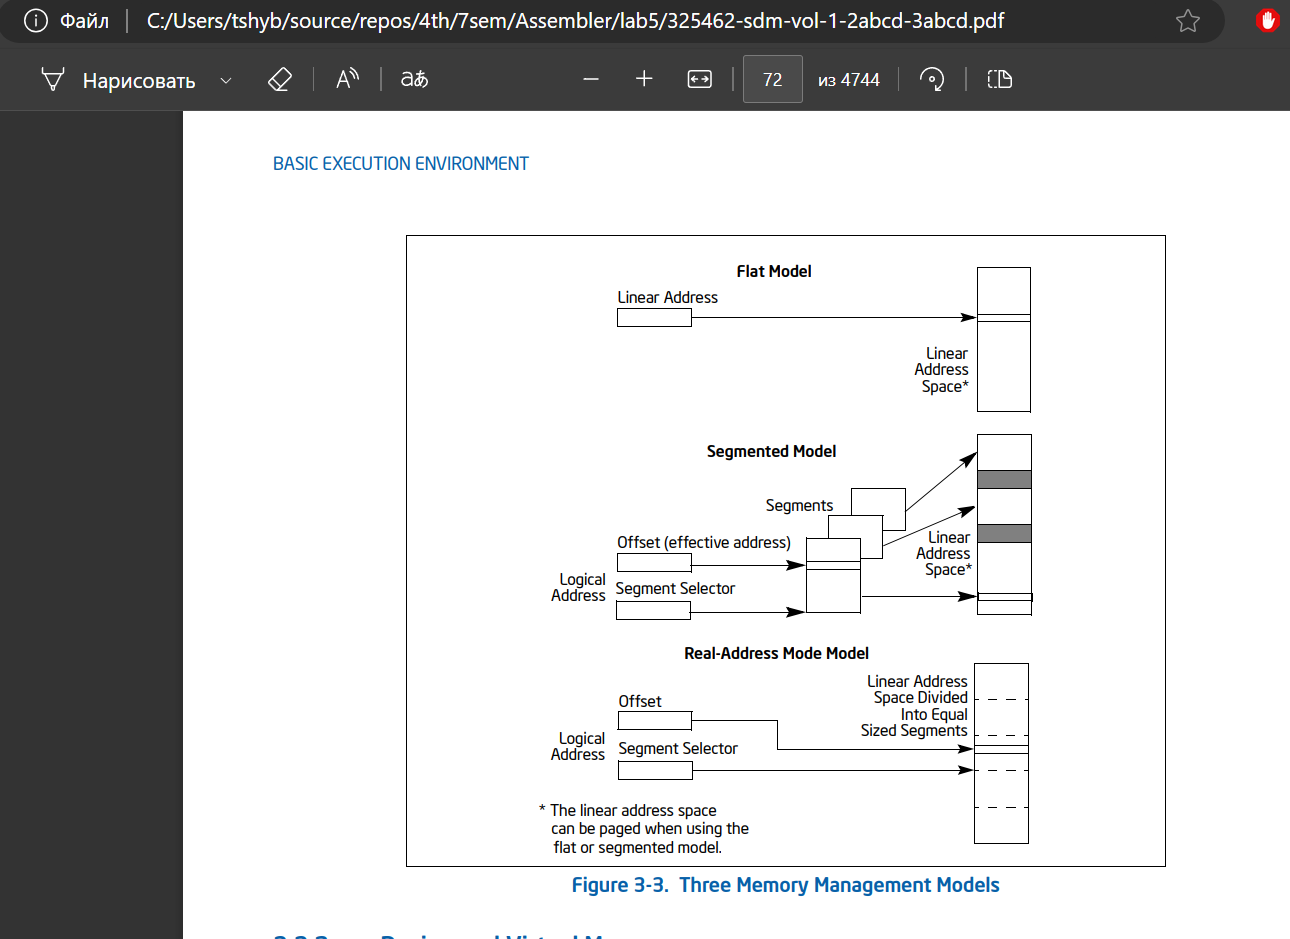 Файл
C:/Users/tshyb/source/repos/4th/7sem/Assembler/lab5/325462-sdm-vol-1-2abcd-3abcd.pdf
Нарисовать
aあ
72 из 4744
BASIC EXECUTION ENVIRONMENT
Flat Model
Linear Address
Linear
Address
Space*
Segmented Model
Segments
Offset (effective address)
Logical
Address
Segment Selector
Linear
Address
Space*
Real-Address Mode Model
Linear Address
Space Divided
Into Equal
Sized Segments
Offset
Logical
Address
Segment Selector
* The linear address space
can be paged when using the
flat or segmented model.
Figure 3-3. Three Memory Management Models